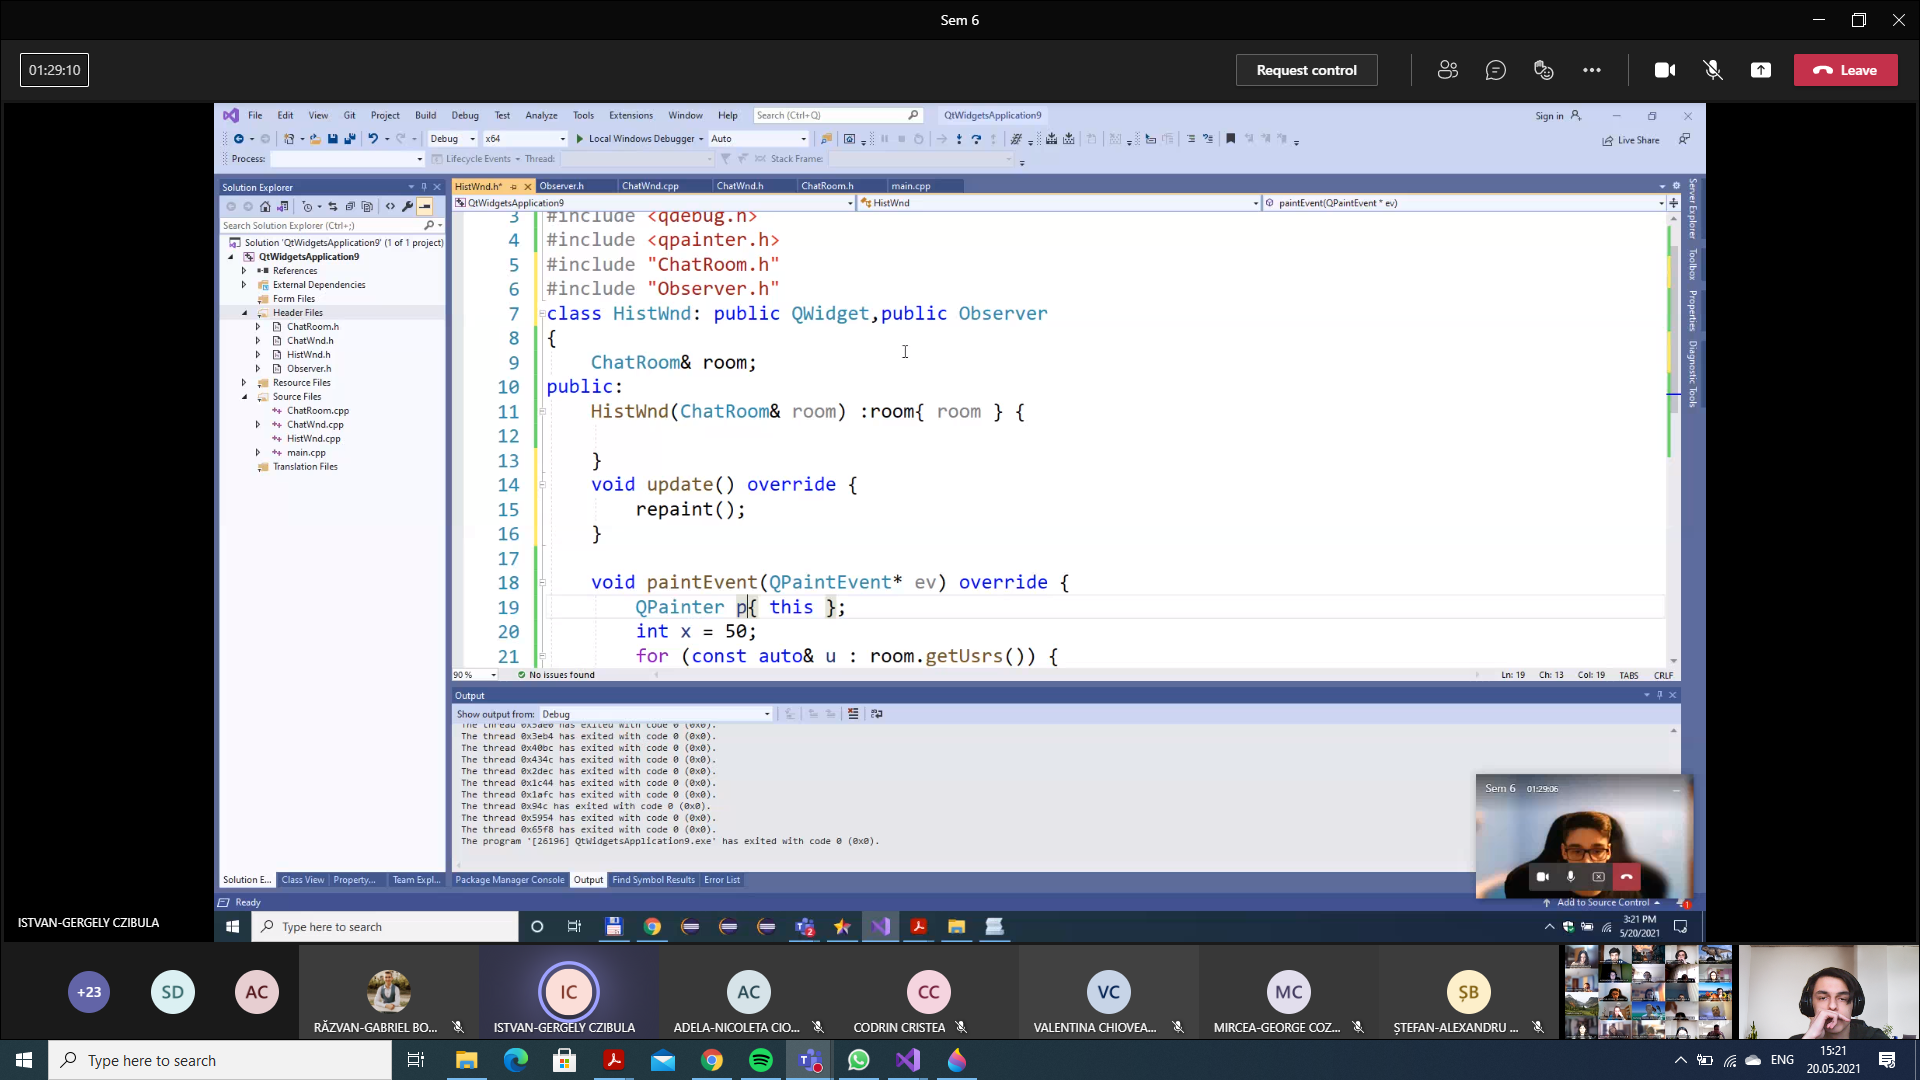 Sem 6
01:29:10
Request control
Leave
File Edit View Git Project Build Debug Test Analyze Tools Extensions Window Help Search (Ctrl+Q) QtWidgetsApplication9 Sign in
Debug x64 Local Windows Debugger Auto Live Share
Process: Lifecycle Events Thread: Stack Frame:
Solution Explorer
Search Solution Explorer (Ctrl+;)
Solution 'QtWidgetsApplication9' (1 of 1 project)
QtWidgetsApplication9
References
External Dependencies
Form Files
Header Files
ChatRoom.h
ChatWnd.h
HistWnd.h
Observer.h
Resource Files
Source Files
ChatRoom.cpp
ChatWnd.cpp
HistWnd.cpp
main.cpp
Translation Files
Solution E... Class View Property... Team Expl...
HistWnd.h* Observer.h ChatWnd.cpp ChatWnd.h ChatRoom.h main.cpp
QtWidgetsApplication9 HistWnd paintEvent(QPaintEvent * ev)
3 #include <qdebug.h>
4 #include <qpainter.h>
5 #include "ChatRoom.h"
6 #include "Observer.h"
7 class HistWnd: public QWidget,public Observer
8 {
9 ChatRoom& room;
10 public:
11 HistWnd(ChatRoom& room) :room{ room } {
12
13 }
14 void update() override {
15 repaint();
16 }
17
18 void paintEvent(QPaintEvent* ev) override {
19 QPainter p{ this };
20 int x = 50;
21 for (const auto& u : room.getUsrs()) {
90 % No issues found Ln: 19 Ch: 13 Col: 19 TABS CRLF
Server Explorer
Toolbox
Properties
Diagnostic Tools
Output
Show output from: Debug
The thread 0x5ae0 has exited with code 0 (0x0).
The thread 0x3eb4 has exited with code 0 (0x0).
The thread 0x40bc has exited with code 0 (0x0).
The thread 0x434c has exited with code 0 (0x0).
The thread 0x2dec has exited with code 0 (0x0).
The thread 0x1c44 has exited with code 0 (0x0).
The thread 0x1afc has exited with code 0 (0x0).
The thread 0x94c has exited with code 0 (0x0).
The thread 0x5954 has exited with code 0 (0x0).
The thread 0x65f8 has exited with code 0 (0x0).
The program '[26196] QtWidgetsApplication9.exe' has exited with code 0 (0x0).
Package Manager Console Output Find Symbol Results Error List
Sem 6 01:29:06
Ready Add to Source Control 1
Type here to search
3:21 PM
5/20/2021
ISTVAN-GERGELY CZIBULA
+23 SD AC IC AC CC VC MC ȘB
RĂZVAN-GABRIEL BO... ISTVAN-GERGELY CZIBULA ADELA-NICOLETA CIO... CODRIN CRISTEA VALENTINA CHIOVEA... MIRCEA-GEORGE COZ... ȘTEFAN-ALEXANDRU ...
Type here to search
ENG
15:21
20.05.2021